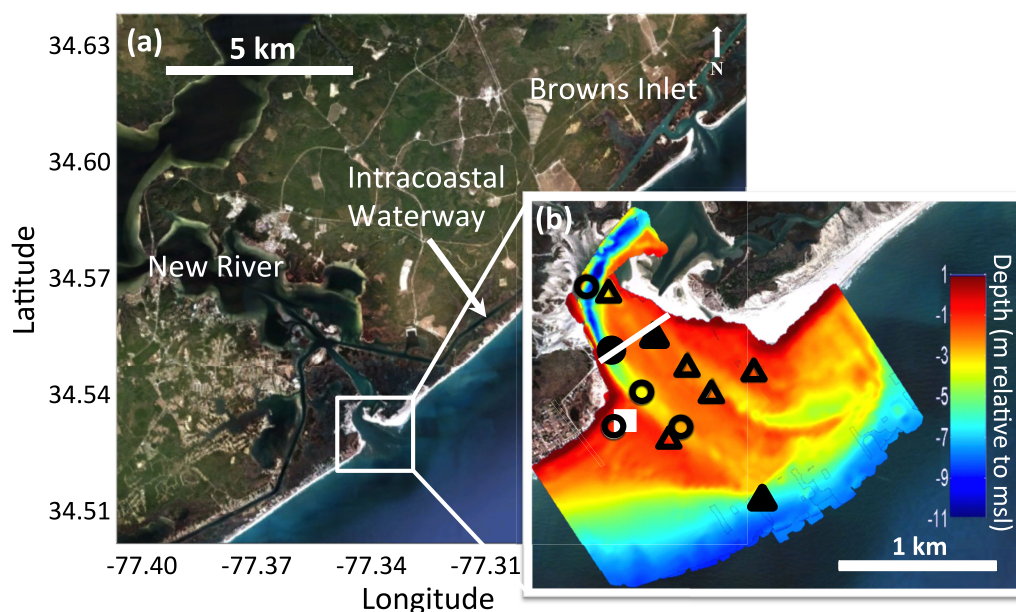 (a)
5 km
N
Browns Inlet
Intracoastal
Waterway
New River
34.63
34.60
34.57
34.54
34.51
Latitude
-77.40
-77.37
-77.34
-77.31
Longitude
(b)
1
-1
-3
-5
-7
-9
-11
Depth (m relative to msl)
1 km